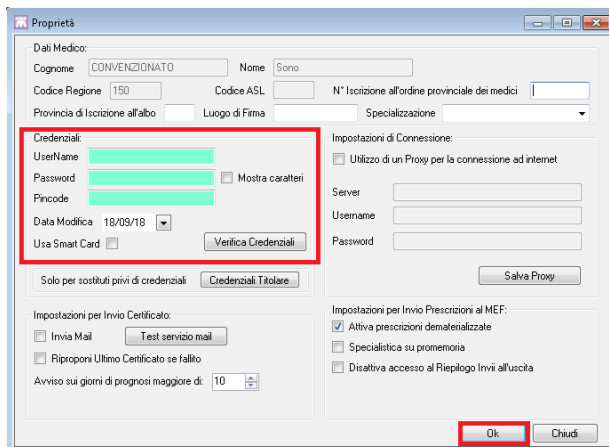 Proprietà
Dati Medico:
Cognome CONVENZIONATO Nome Sono
Codice Regione 150 Codice ASL N° Iscrizione all'ordine provinciale dei medici
Provincia di Iscrizione all'albo Luogo di Firma Specializzazione
Credenziali:
UserName
Password Mostra caratteri
Pincode
Data Modifica 18/09/18
Usa Smart Card Verifica Credenziali
Solo per sostituti privi di credenziali Credenziali Titolare
Impostazioni di Connessione:
Utilizzo di un Proxy per la connessione ad internet
Server
Username
Password
Salva Proxy
Impostazioni per Invio Certificato:
Invia Mail Test servizio mail
Riproponi Ultimo Certificato se fallito
Avviso sui giorni di prognosi maggiore di: 10
Impostazioni per Invio Prescrizioni al MEF:
Attiva prescrizioni dematerializzate
Specialistica su promemoria
Disattiva accesso al Riepilogo Invii all'uscita
Ok Chiudi